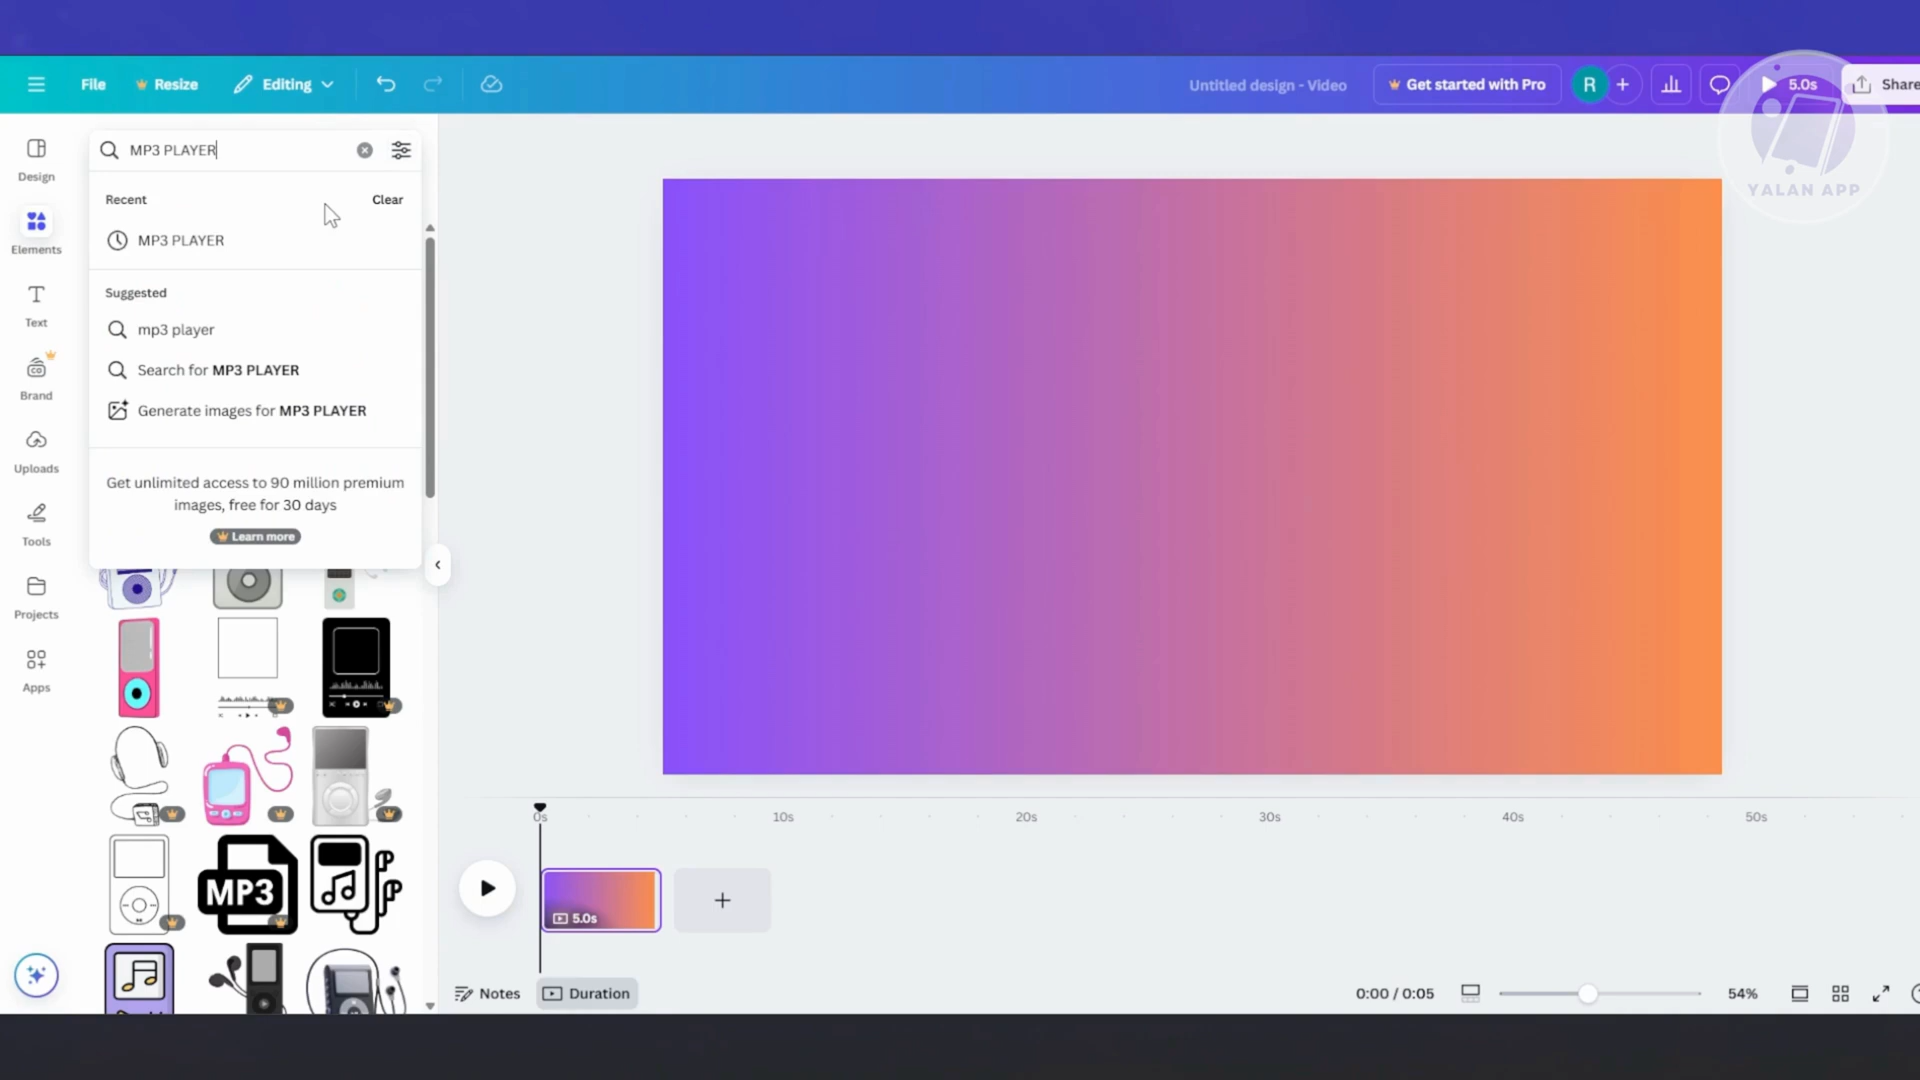 File
Resize
Editing
Untitled design - Video
Get started with Pro
R
5.0s
Share
YALAN APP
Design
Elements
Text
Brand
Uploads
Tools
Projects
Apps
MP3 PLAYER
Recent
Clear
MP3 PLAYER
Suggested
mp3 player
Search for MP3 PLAYER
Generate images for MP3 PLAYER
Get unlimited access to 90 million premium
images, free for 30 days
Learn more
MP3
0s
10s
20s
30s
40s
50s
5.0s
Notes
Duration
0:00 / 0:05
54%